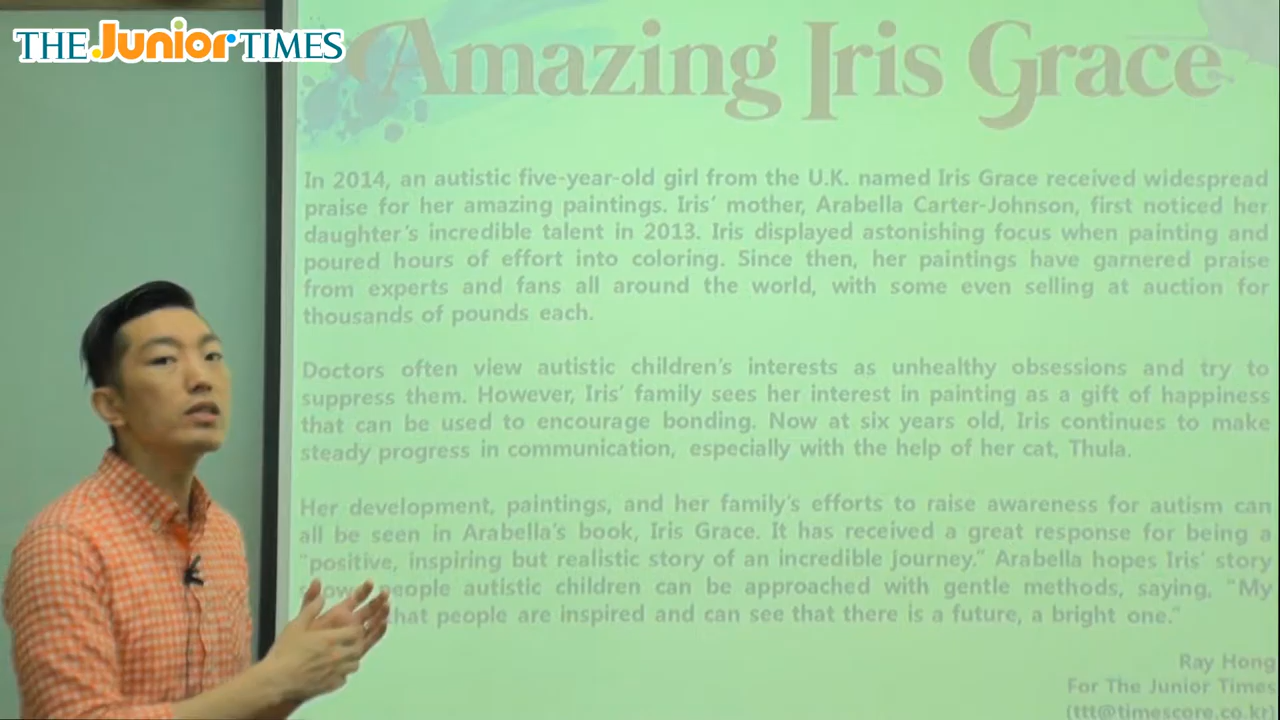 THE Junior TIMES
Amazing Iris Grace
In 2014, an autistic five-year-old girl from the U.K. named Iris Grace received widespread
praise for her amazing paintings. Iris' mother, Arabella Carter-Johnson, first noticed her
daughter's incredible talent in 2013. Iris displayed astonishing focus when painting and
poured hours of effort into coloring. Since then, her paintings have garnered praise
from experts and fans all around the world, with some even selling at auction for
thousands of pounds each.
Doctors often view autistic children's interests as unhealthy obsessions and try to
suppress them. However, Iris' family sees her interest in painting as a gift of happiness
that can be used to encourage bonding. Now at six years old, Iris continues to make
steady progress in communication, especially with the help of her cat, Thula.
Her development, paintings, and her family's efforts to raise awareness for autism can
all be seen in Arabella's book, Iris Grace. It has received a great response for being a
"positive, inspiring but realistic story of an incredible journey." Arabella hopes Iris' story
people autistic children can be approached with gentle methods, saying, "My
that people are inspired and can see that there is a future, a bright one."
Ray Hong
For The Junior Times
(ttt@timescore.co.kr)